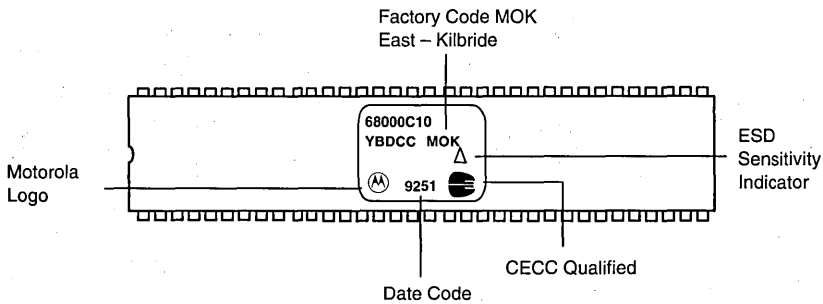 Factory Code MOK
East – Kilbride
68000C10
YBDCC MOK
ESD
Sensitivity
Indicator
Motorola
Logo
9251
CECC Qualified
Date Code